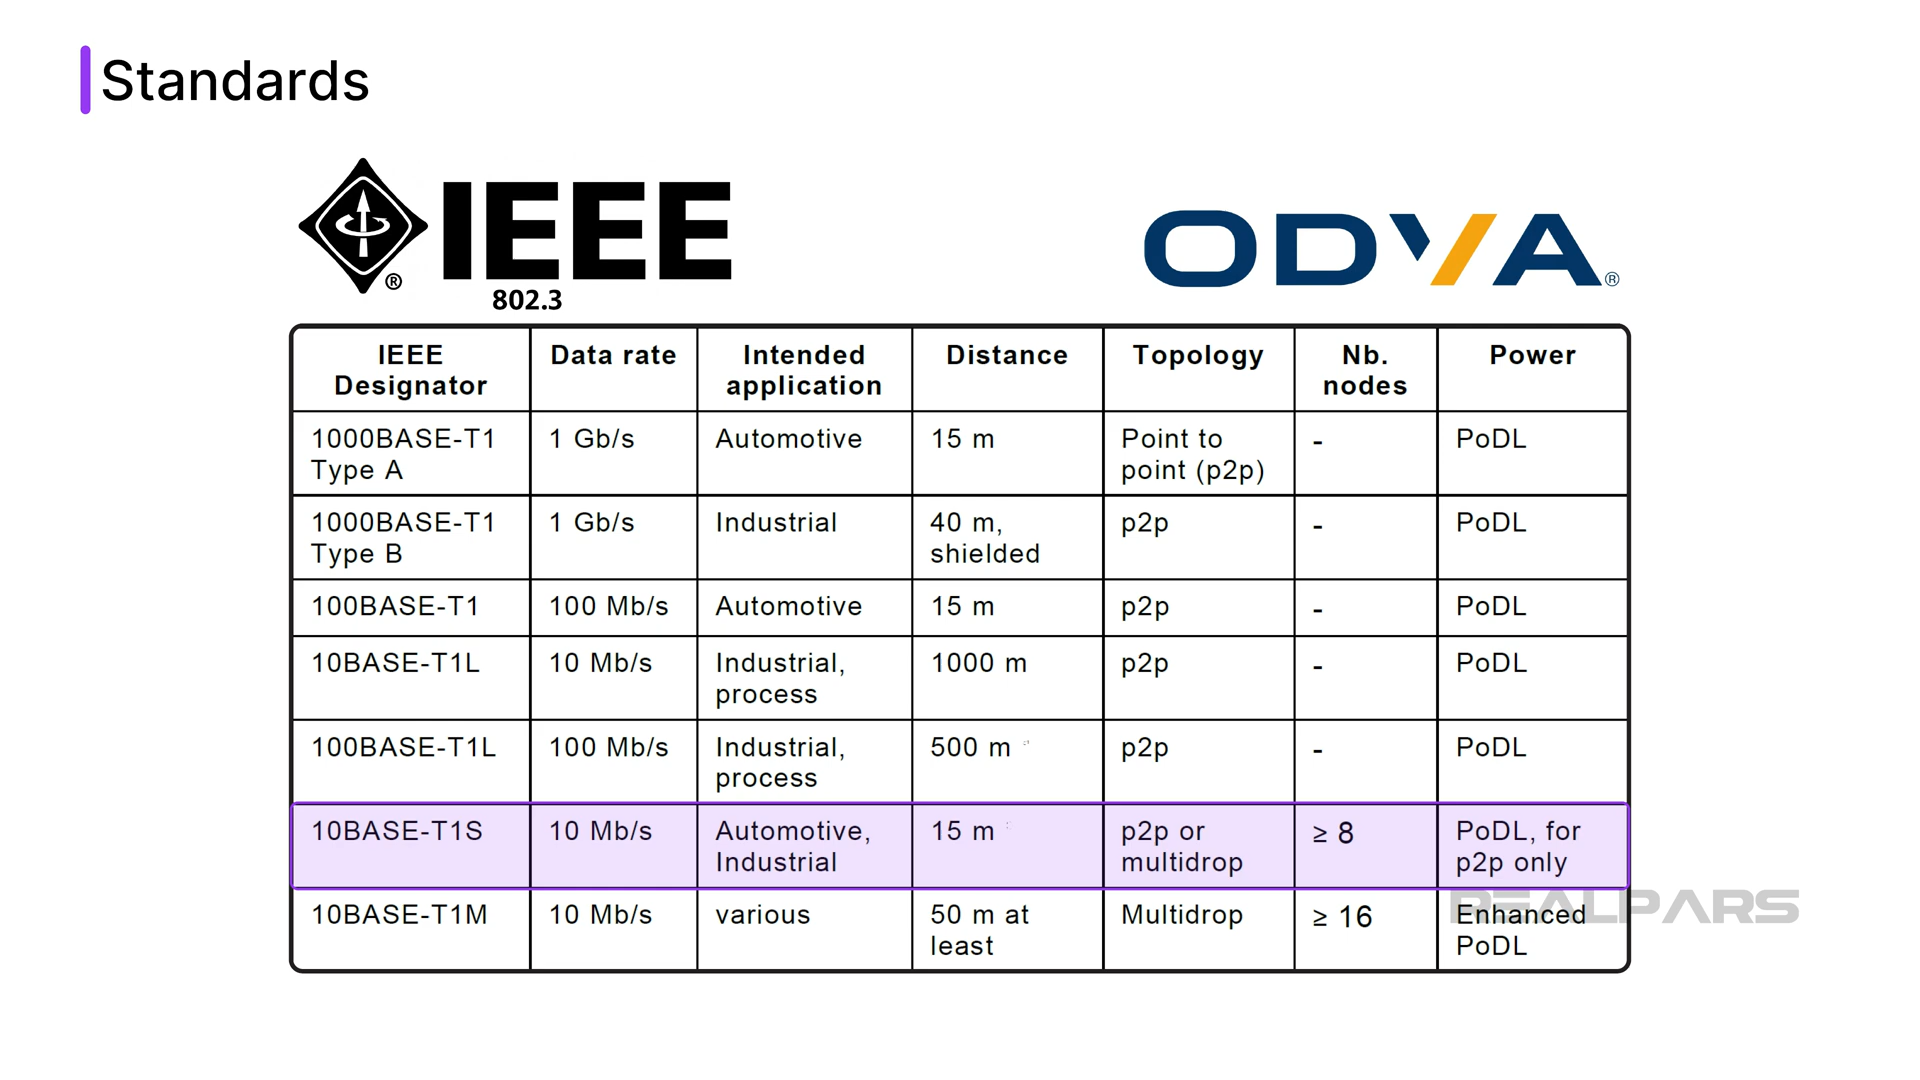 Standards
IEEE
®
802.3
ODVA®
IEEE Designator | Data rate | Intended application | Distance | Topology | Nb. nodes | Power
1000BASE-T1 Type A | 1 Gb/s | Automotive | 15 m | Point to point (p2p) | - | PoDL
1000BASE-T1 Type B | 1 Gb/s | Industrial | 40 m, shielded | p2p | - | PoDL
100BASE-T1 | 100 Mb/s | Automotive | 15 m | p2p | - | PoDL
10BASE-T1L | 10 Mb/s | Industrial, process | 1000 m | p2p | - | PoDL
100BASE-T1L | 100 Mb/s | Industrial, process | 500 m | p2p | - | PoDL
10BASE-T1S | 10 Mb/s | Automotive, Industrial | 15 m | p2p or multidrop | ≥ 8 | PoDL, for p2p only
10BASE-T1M | 10 Mb/s | various | 50 m at least | Multidrop | ≥ 16 | Enhanced PoDL
REALPARS